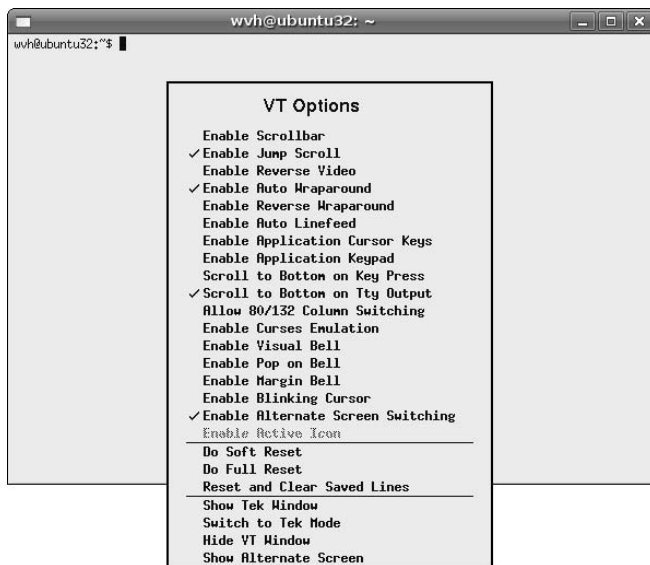 wvh@ubuntu32: ~
wvh@ubuntu32:~$
VT Options
Enable Scrollbar
✓Enable Jump Scroll
Enable Reverse Video
✓Enable Auto Wraparound
Enable Reverse Wraparound
Enable Auto Linefeed
Enable Application Cursor Keys
Enable Application Keypad
Scroll to Bottom on Key Press
✓Scroll to Bottom on Tty Output
Allow 80/132 Column Switching
Enable Curses Emulation
Enable Visual Bell
Enable Pop on Bell
Enable Margin Bell
Enable Blinking Cursor
✓Enable Alternate Screen Switching
Enable Active Icon
Do Soft Reset
Do Full Reset
Reset and Clear Saved Lines
Show Tek Window
Switch to Tek Mode
Hide VT Window
Show Alternate Screen